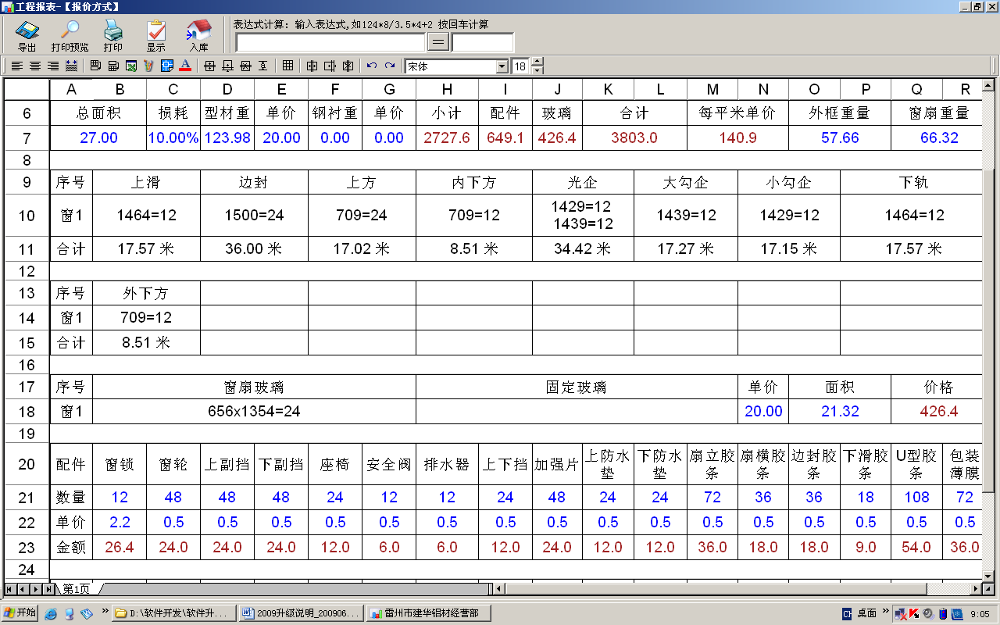 工程报表-【报价方式】
导出 打印预览 打印 显示 入库
表达式计算：输入表达式,如124*8/3.5*4+2 按回车计算
宋体 18
A B C D E F G H I J K L M N O P Q R
6 总面积 损耗 型材重 单价 钢衬重 单价 小计 配件 玻璃 合计 每平米单价 外框重量 窗扇重量
7 27.00 10.00% 123.98 20.00 0.00 0.00 2727.6 649.1 426.4 3803.0 140.9 57.66 66.32
8
9 序号 上滑 边封 上方 内下方 光企 大勾企 小勾企 下轨
10 窗1 1464=12 1500=24 709=24 709=12 1429=12 1439=12 1439=12 1429=12 1464=12
11 合计 17.57 米 36.00 米 17.02 米 8.51 米 34.42 米 17.27 米 17.15 米 17.57 米
12
13 序号 外下方
14 窗1 709=12
15 合计 8.51 米
16
17 序号 窗扇玻璃 固定玻璃 单价 面积 价格
18 窗1 656x1354=24 20.00 21.32 426.4
19
20 配件 窗锁 窗轮 上副挡 下副挡 座椅 安全阀 排水器 上下挡 加强片 上防水垫 下防水垫 扇立胶条 扇横胶条 边封胶条 下滑胶条 U型胶条 包装薄膜
21 数量 12 48 48 48 24 12 12 24 48 24 24 72 36 36 18 108 72
22 单价 2.2 0.5 0.5 0.5 0.5 0.5 0.5 0.5 0.5 0.5 0.5 0.5 0.5 0.5 0.5 0.5 0.5
23 金额 26.4 24.0 24.0 24.0 12.0 6.0 6.0 12.0 24.0 12.0 12.0 36.0 18.0 18.0 9.0 54.0 36.0
24
第1页
开始 D:\软件开发\软件升... 2009升级说明_200906... 雷州市建华铝材经营部 CH 桌面 9:05